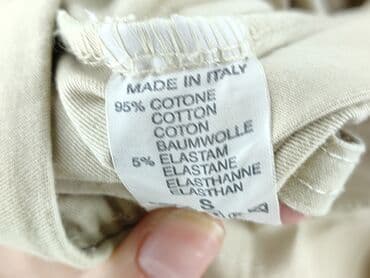 MADE IN ITALY
95% COTONE
COTTON
COTON
BAUMWOLLE
5% ELASTAM
ELASTANE
ELASTHANNE
ELASTHAN
S